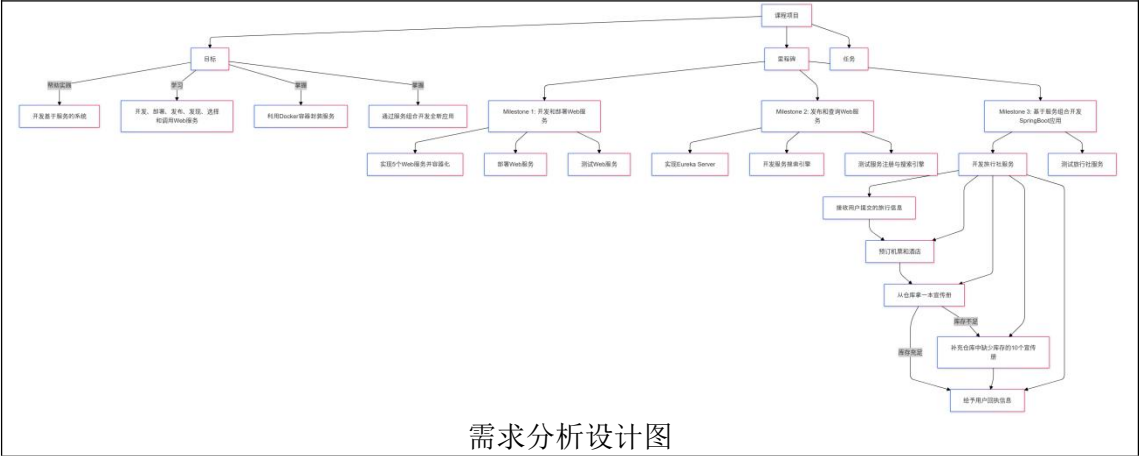 课程项目
目标
里程碑
任务
帮助实践
学习
掌握
掌握
开发基于服务的系统
开发、部署、发布、发现、选择
和调用Web服务
利用Docker容器封装服务
通过服务组合开发全新应用
Milestone 1: 开发和部署Web服
务
Milestone 2: 发布和查询Web服
务
Milestone 3: 基于服务组合开发
SpringBoot应用
实现5个Web服务并容器化
部署Web服务
测试Web服务
实现Eureka Server
开发服务搜索引擎
测试服务注册与搜索引擎
开发旅行社服务
测试旅行社服务
接收用户提交的旅行信息
预订机票和酒店
从仓库拿一本宣传册
库存不足
库存充足
补充仓库中缺少库存的10个宣传
册
给予用户回执信息
需求分析设计图